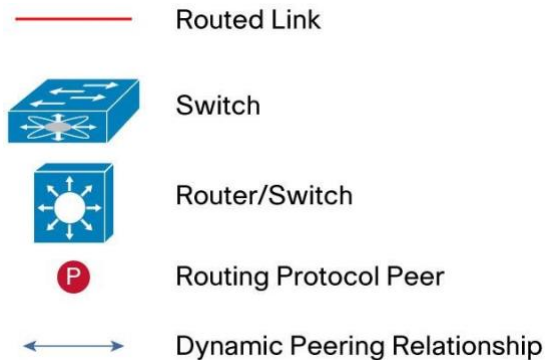 Routed Link
Switch
Router/Switch
P Routing Protocol Peer
Dynamic Peering Relationship